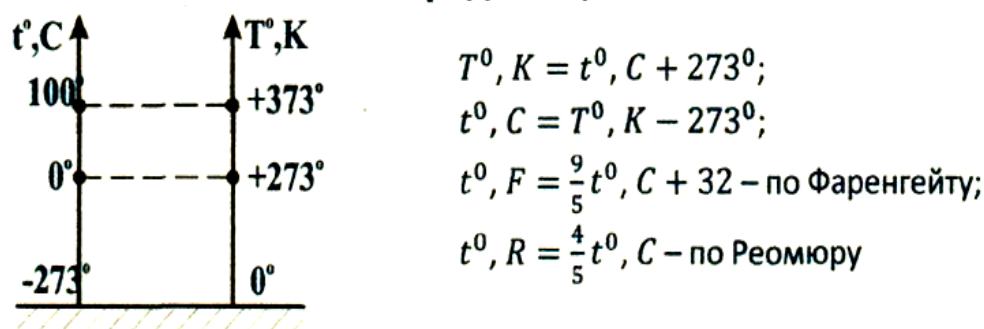 t°,C T°,K
100° +373°
0° +273°
-273° 0°
T⁰, K = t⁰, C + 273⁰;
t⁰, C = T⁰, K − 273⁰;
t⁰, F = 9/5 t⁰, C + 32 – по Фаренгейту;
t⁰, R = 4/5 t⁰, C – по Реомюру